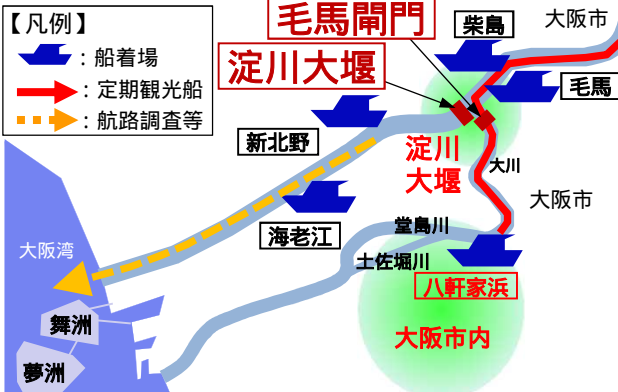 【凡例】
：船着場
：定期観光船
：航路調査等
毛馬閘門
淀川大堰
柴島
大阪市
毛馬
新北野
淀川
大堰
大川
大阪市
海老江
堂島川
土佐堀川
大阪湾
八軒家浜
舞洲
大阪市内
夢洲